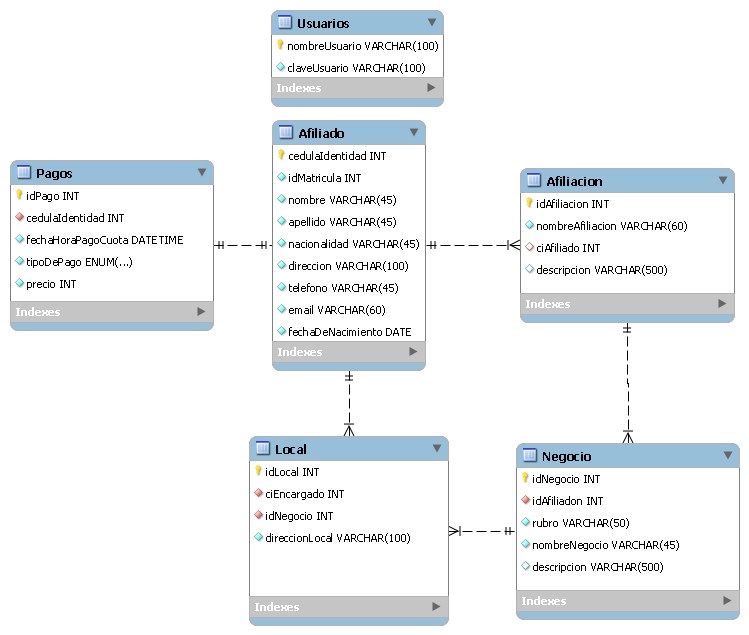 Usuarios
nombreUsuario VARCHAR(100)
claveUsuario VARCHAR(100)
Indexes
Afiliado
cedulaIdentidad INT
idMatricula INT
nombre VARCHAR(45)
apellido VARCHAR(45)
nacionalidad VARCHAR(45)
direccion VARCHAR(100)
telefono VARCHAR(45)
email VARCHAR(60)
fechaDeNacimiento DATE
Indexes
Pagos
idPago INT
cedulaIdentidad INT
fechaHoraPagoCuota DATETIME
tipoDePago ENUM(...)
precio INT
Indexes
Afiliacion
idAfiliacion INT
nombreAfiliacion VARCHAR(60)
ciAfiliado INT
descripcion VARCHAR(500)
Indexes
Local
idLocal INT
ciEncargado INT
idNegocio INT
direccionLocal VARCHAR(100)
Indexes
Negocio
idNegocio INT
idAfiliadon INT
rubro VARCHAR(50)
nombreNegocio VARCHAR(45)
descripcion VARCHAR(500)
Indexes